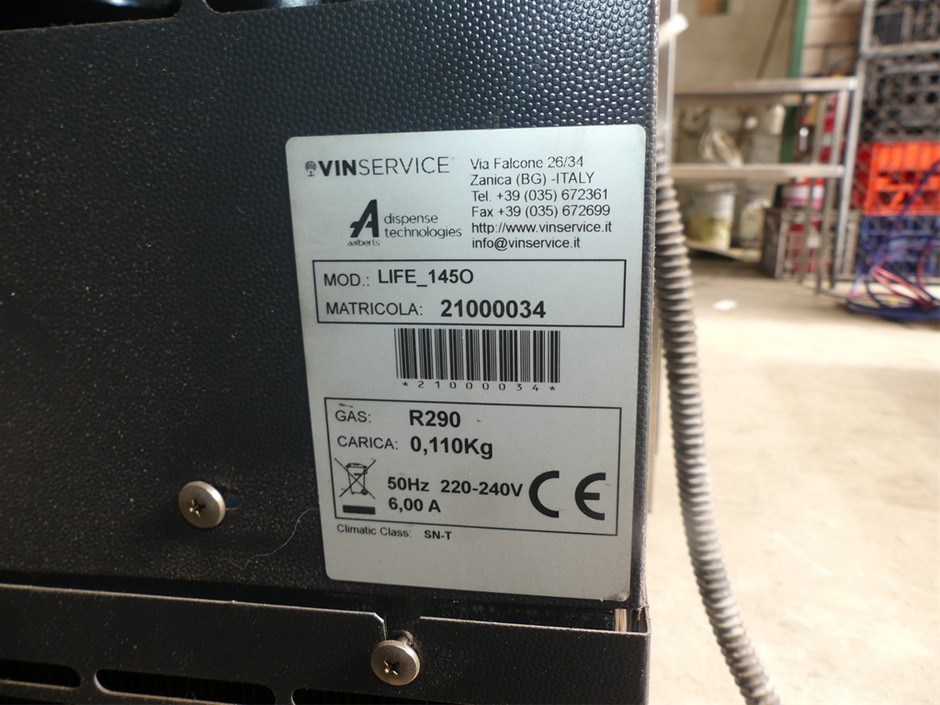 VINSERVICE
Via Falcone 26/34
Zanica (BG) -ITALY
Tel. +39 (035) 672361
Fax +39 (035) 672699
http://www.vinservice.it
info@vinservice.it
A dispense
technologies
aalberts
MOD.: LIFE_145O
MATRICOLA: 21000034
*21000034*
GAS: R290
CARICA: 0,110Kg
50Hz 220-240V
6,00 A
CE
Climatic Class: SN-T